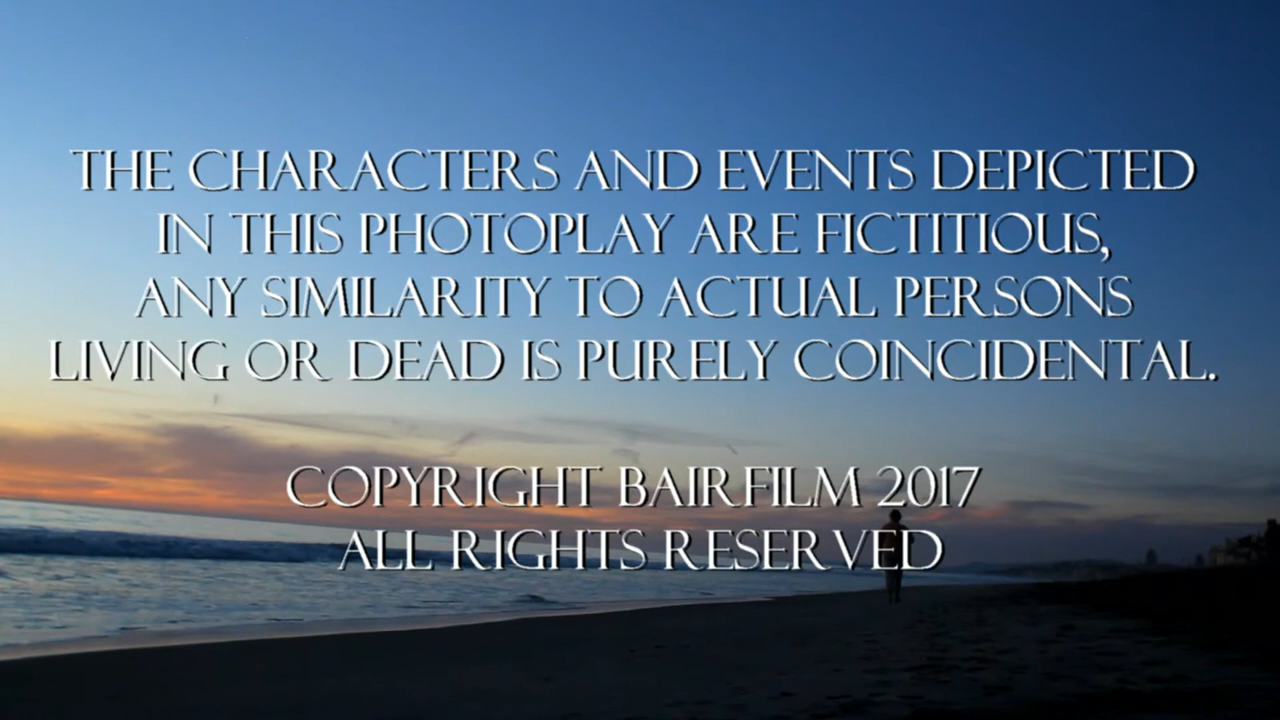 THE CHARACTERS AND EVENTS DEPICTED
IN THIS PHOTOPLAY ARE FICTITIOUS,
ANY SIMILARITY TO ACTUAL PERSONS
LIVING OR DEAD IS PURELY COINCIDENTAL.
COPYRIGHT BAIRFILM 2017
ALL RIGHTS RESERVED